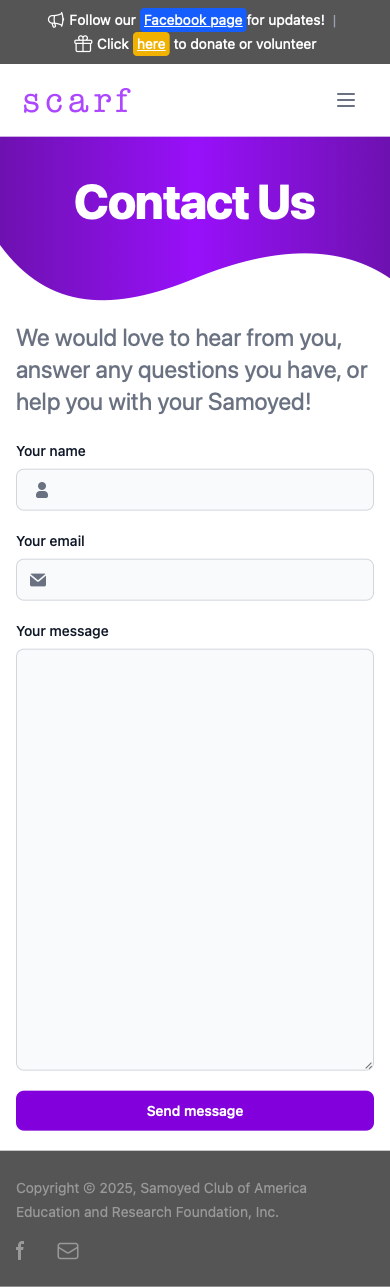 Follow our Facebook page for updates! |
Click here to donate or volunteer
scarf
Contact Us
We would love to hear from you,
answer any questions you have, or
help you with your Samoyed!
Your name
Your email
Your message
Send message
Copyright © 2025, Samoyed Club of America
Education and Research Foundation, Inc.